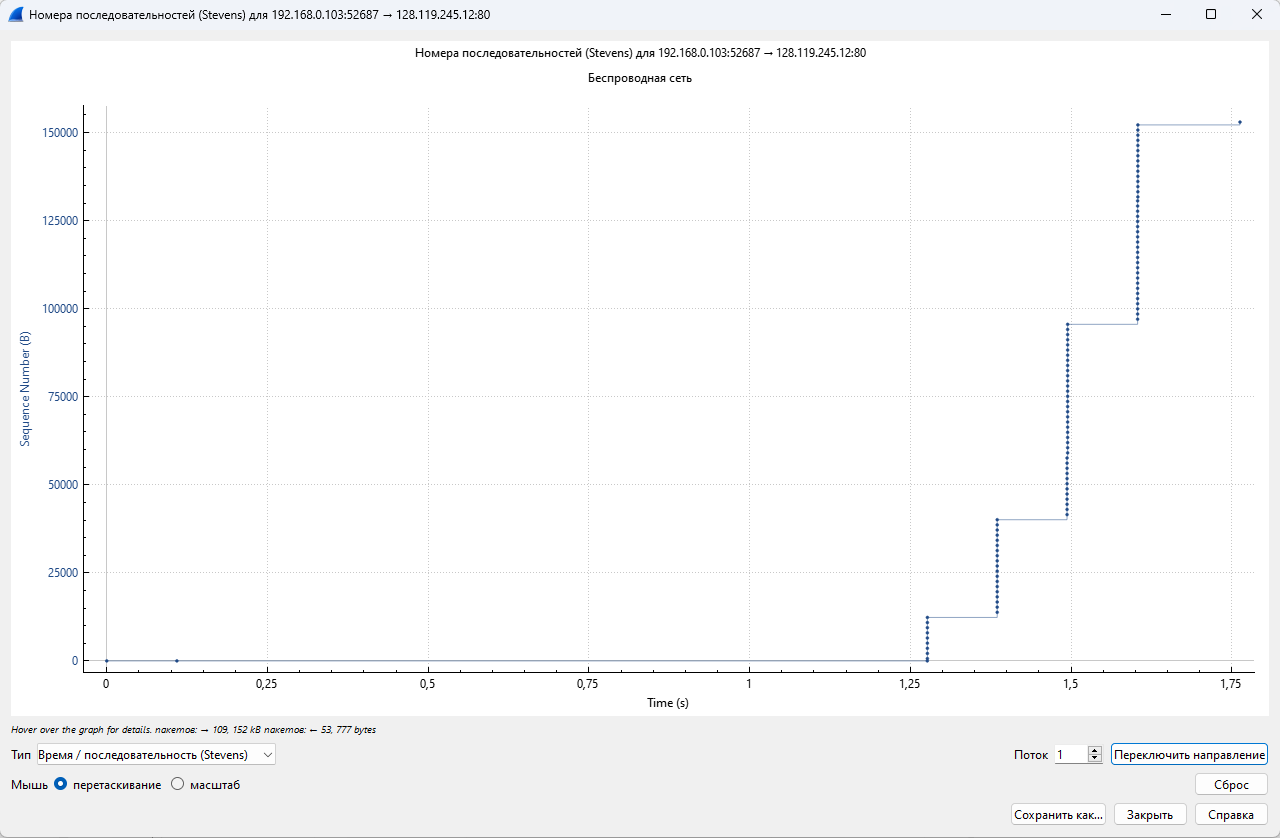 Номера последовательностей (Stevens) для 192.168.0.103:52687 → 128.119.245.12:80
Номера последовательностей (Stevens) для 192.168.0.103:52687 → 128.119.245.12:80
Беспроводная сеть
Sequence Number (B)
150000
125000
100000
75000
50000
25000
0
0 0,25 0,5 0,75 1 1,25 1,5 1,75
Time (s)
Hover over the graph for details. пакетов: → 109, 152 kB пакетов: ← 53, 777 bytes
Тип Время / последовательность (Stevens) Поток 1 Переключить направление
Мышь перетаскивание масштаб Сброс
Сохранить как... Закрыть Справка